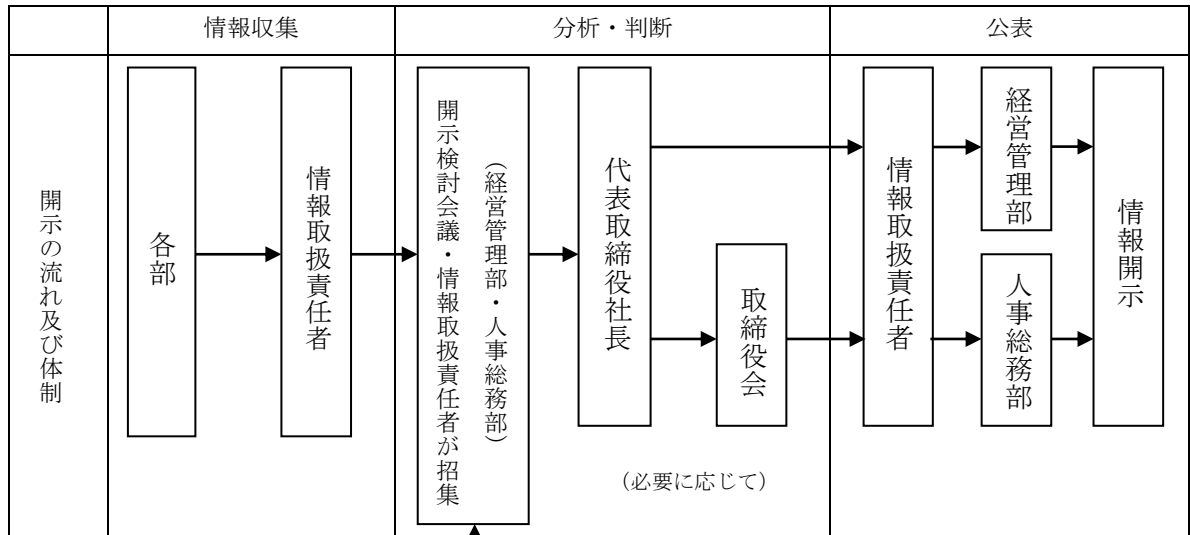 情報収集
分析・判断
公表
開示の流れ及び体制
各部
情報取扱責任者
開示検討会議・情報取扱責任者が招集
（経営管理部・人事総務部）
代表取締役社長
取締役会
（必要に応じて）
情報取扱責任者
経営管理部
人事総務部
情報開示